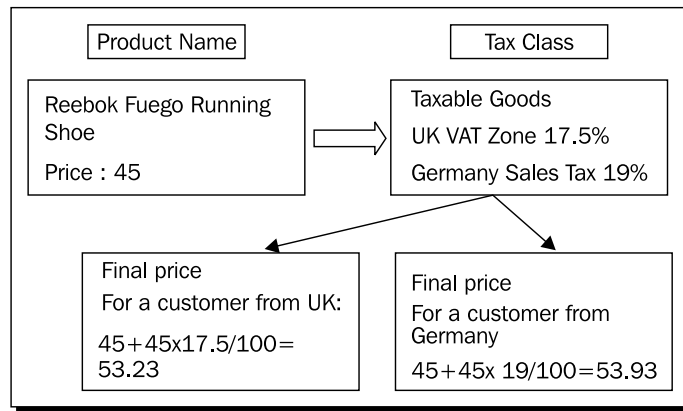 Product Name
Tax Class
Reebok Fuego Running
Shoe
Price : 45
Taxable Goods
UK VAT Zone 17.5%
Germany Sales Tax 19%
Final price
For a customer from UK:
45+45x17.5/100=
53.23
Final price
For a customer from
Germany
45+45x 19/100=53.93